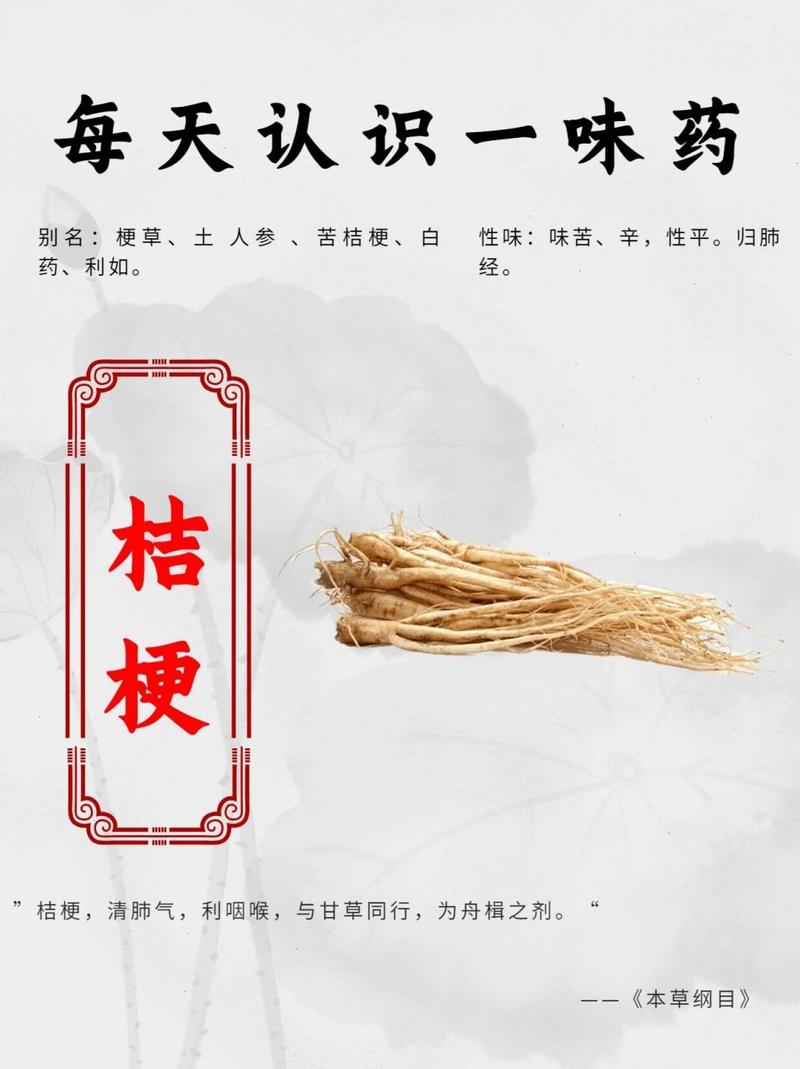 每天认识一味药
别名：梗草、土 人参 、苦桔梗、白
药、利如。
性味：味苦、辛，性平。归肺
经。
桔
梗
”桔梗，清肺气，利咽喉，与甘草同行，为舟楫之剂。“
——《本草纲目》